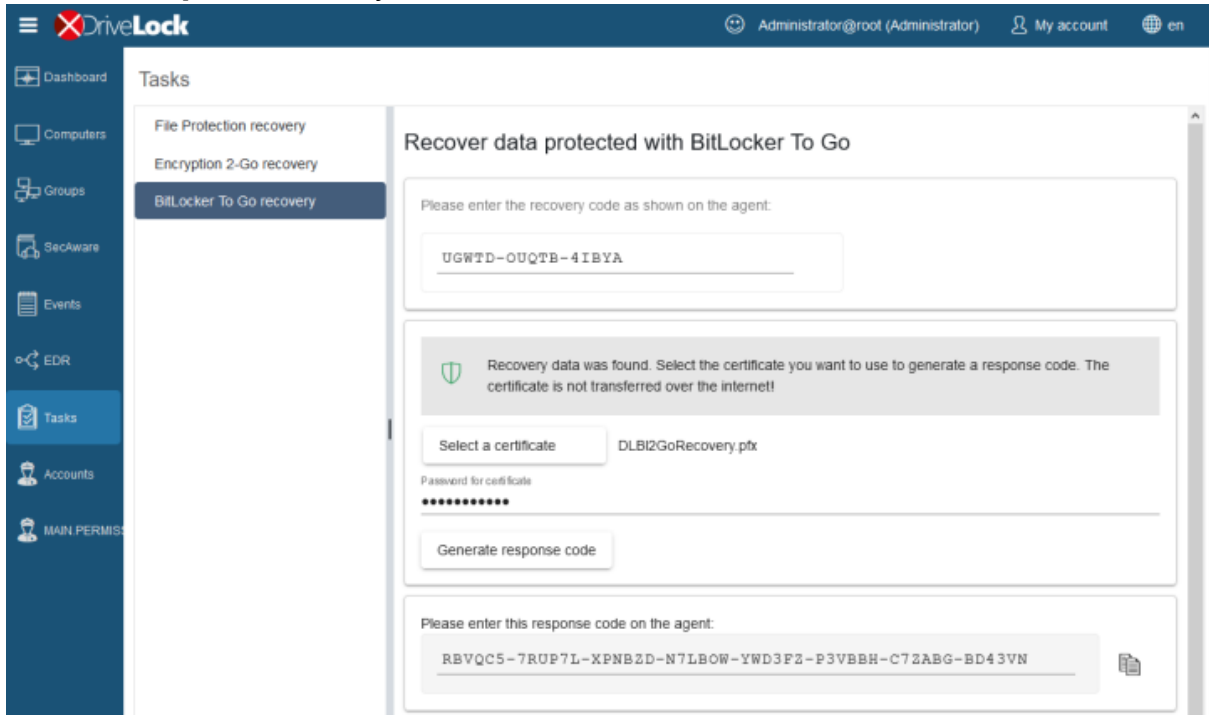 DriveLock
Administrator@root (Administrator)
My account
en
Dashboard
Computers
Groups
SecAware
Events
EDR
Tasks
Accounts
MAIN.PERMISS
Tasks
File Protection recovery
Encryption 2-Go recovery
BitLocker To Go recovery
Recover data protected with BitLocker To Go
Please enter the recovery code as shown on the agent:
UGWTD-OUQTB-4IBYA
Recovery data was found. Select the certificate you want to use to generate a response code. The
certificate is not transferred over the internet!
Select a certificate
DLBI2GoRecovery.pfx
Password for certificate
•••••••••••
Generate response code
Please enter this response code on the agent:
RBVQC5-7RUP7L-XPNBZD-N7LBOW-YWD3FZ-P3VBBH-C7ZABG-BD43VN